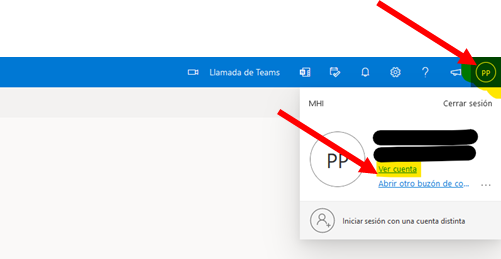 Llamada de Teams
PP
MHI
Cerrar sesión
PP
Ver cuenta
Abrir otro buzón de co...
Iniciar sesión con una cuenta distinta